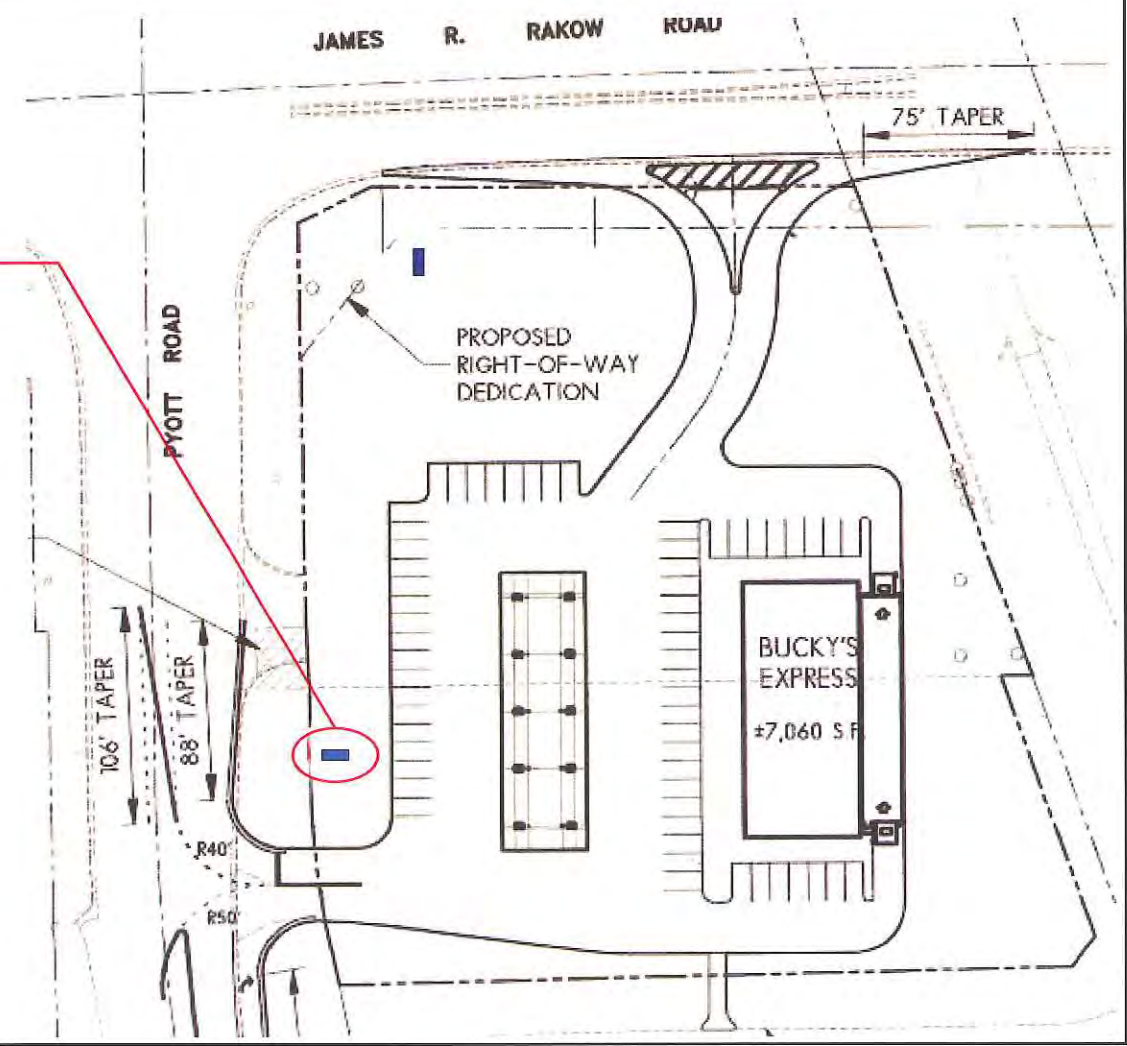 JAMES R. RAKOW ROAD
75' TAPER
PYOTT ROAD
PROPOSED
RIGHT-OF-WAY
DEDICATION
106' TAPER
88' TAPER
BUCKY'S
EXPRESS
±7,060 S.F.
R40'
R50'